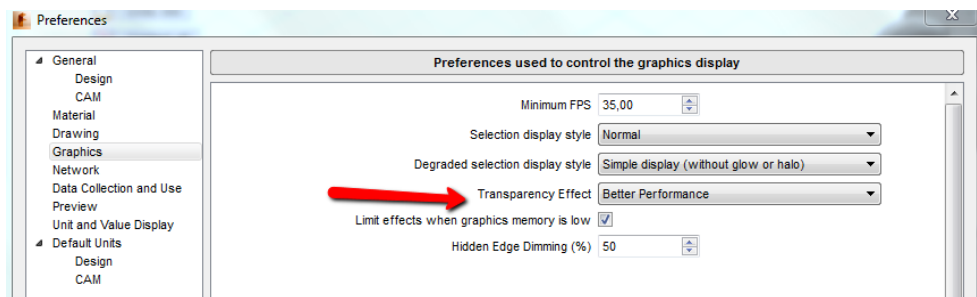 Preferences
General
Design
CAM
Material
Drawing
Graphics
Network
Data Collection and Use
Preview
Unit and Value Display
Default Units
Design
CAM
Preferences used to control the graphics display
Minimum FPS 35,00
Selection display style Normal
Degraded selection display style Simple display (without glow or halo)
Transparency Effect Better Performance
Limit effects when graphics memory is low
Hidden Edge Dimming (%) 50